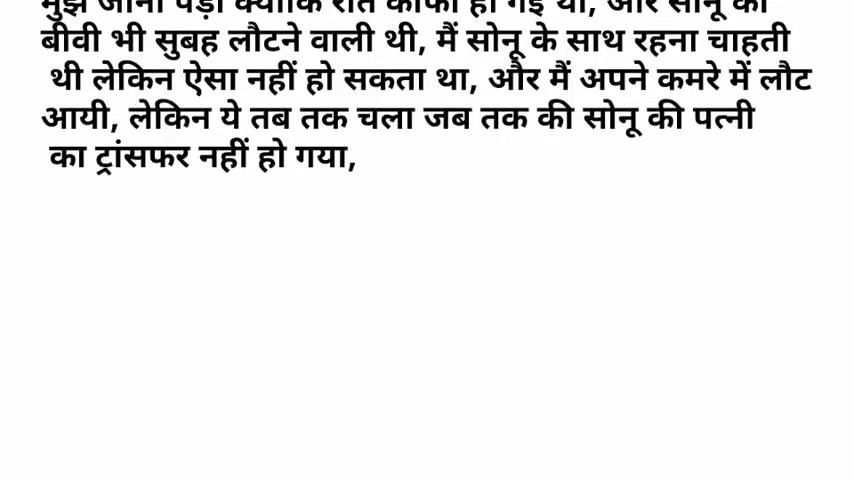 मुझे जाना पड़ा क्योंकि रात काफी हो गई थी, और सोनू की
बीवी भी सुबह लौटने वाली थी, मैं सोनू के साथ रहना चाहती
थी लेकिन ऐसा नहीं हो सकता था, और मैं अपने कमरे में लौट
आयी, लेकिन ये तब तक चला जब तक की सोनू की पत्नी
का ट्रांसफर नहीं हो गया,